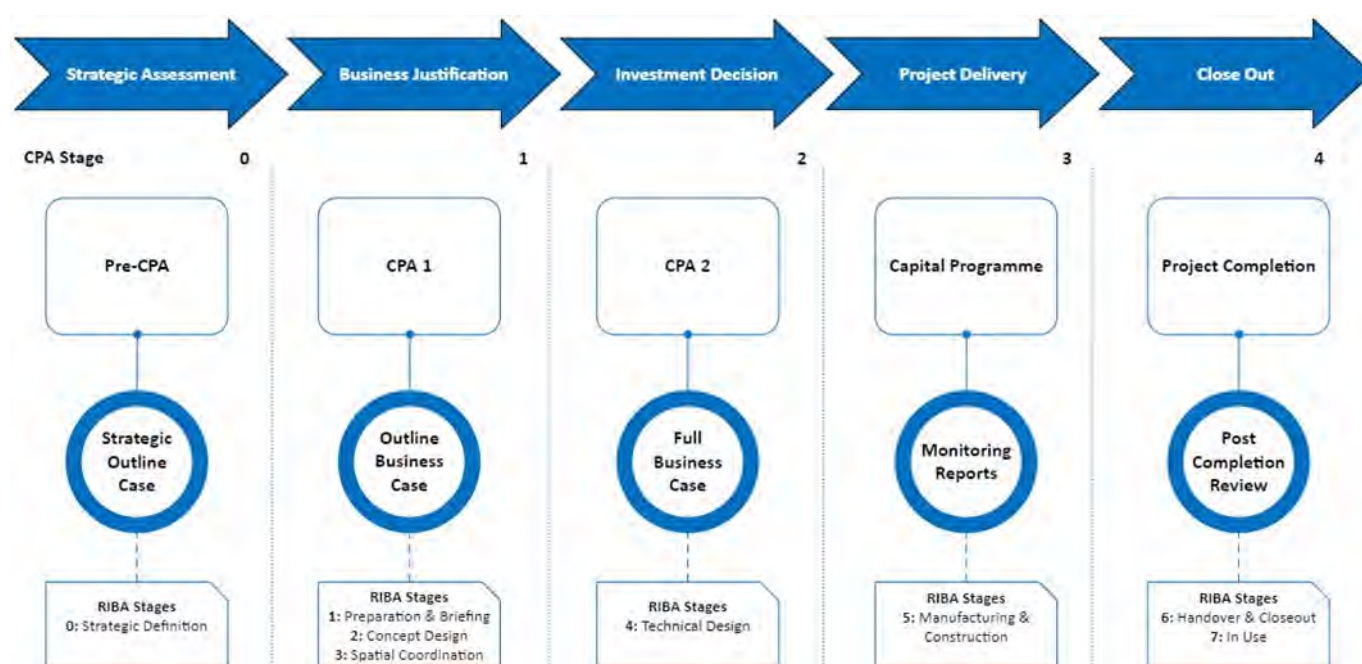 Strategic Assessment
Business Justification
Investment Decision
Project Delivery
Close Out
CPA Stage
0
1
2
3
4
Pre-CPA
CPA 1
CPA 2
Capital Programme
Project Completion
Strategic
Outline
Case
Outline
Business
Case
Full
Business
Case
Monitoring
Reports
Post
Completion
Review
RIBA Stages
0: Strategic Definition
RIBA Stages
1: Preparation & Briefing
2: Concept Design
3: Spatial Coordination
RIBA Stages
4: Technical Design
RIBA Stages
5: Manufacturing &
Construction
RIBA Stages
6: Handover & Closeout
7: In Use